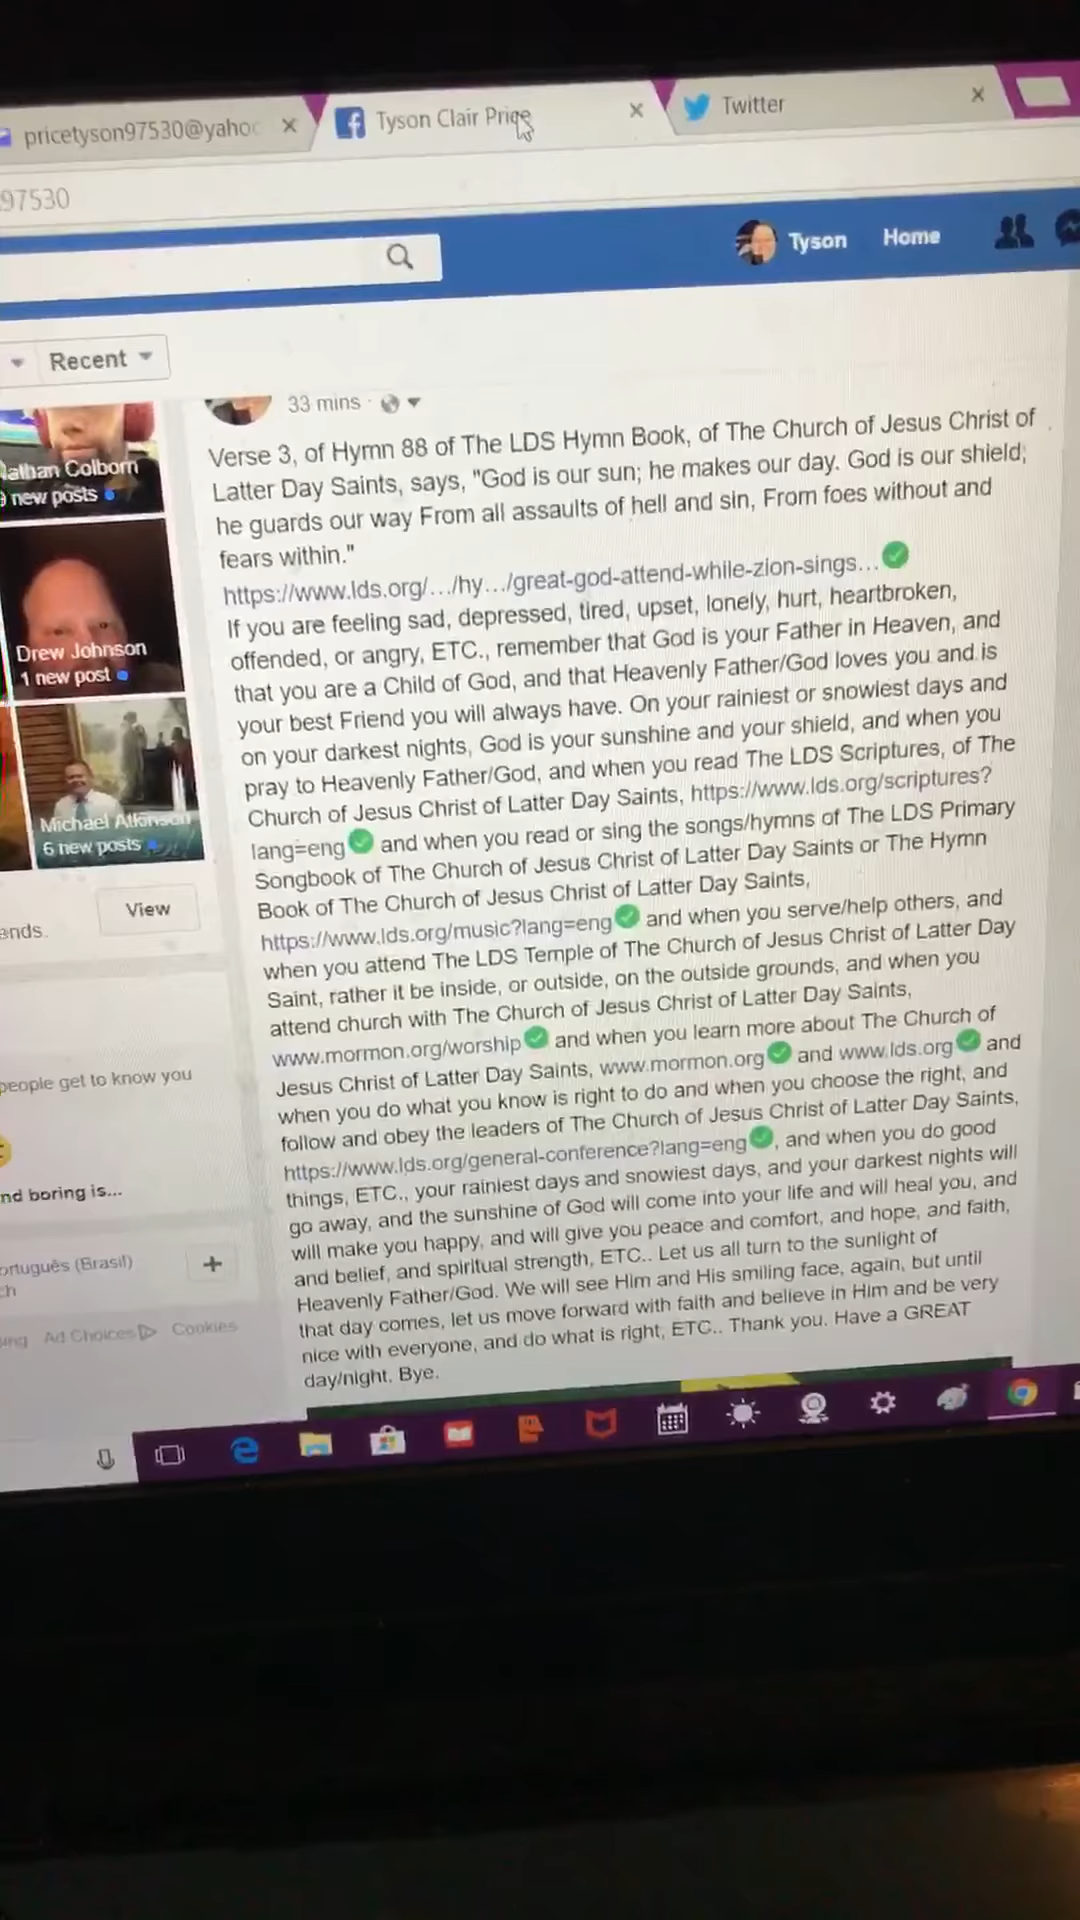 pricetyson97530@yahoo
Tyson Clair Price
Twitter
97530
Tyson
Home
Recent
33 mins
Verse 3, of Hymn 88 of The LDS Hymn Book, of The Church of Jesus Christ of
Latter Day Saints, says, "God is our sun; he makes our day. God is our shield;
he guards our way From all assaults of hell and sin, From foes without and
fears within."
https://www.lds.org/.../hy.../great-god-attend-while-zion-sings...
If you are feeling sad, depressed, tired, upset, lonely, hurt, heartbroken,
offended, or angry, ETC., remember that God is your Father in Heaven, and
that you are a Child of God, and that Heavenly Father/God loves you and is
your best Friend you will always have. On your rainiest or snowiest days and
on your darkest nights, God is your sunshine and your shield, and when you
pray to Heavenly Father/God, and when you read The LDS Scriptures, of The
Church of Jesus Christ of Latter Day Saints, https://www.lds.org/scriptures?
lang=eng and when you read or sing the songs/hymns of The LDS Primary
Songbook of The Church of Jesus Christ of Latter Day Saints or The Hymn
Book of The Church of Jesus Christ of Latter Day Saints,
https://www.lds.org/music?lang=eng and when you serve/help others, and
when you attend The LDS Temple of The Church of Jesus Christ of Latter Day
Saint, rather it be inside, or outside, on the outside grounds, and when you
attend church with The Church of Jesus Christ of Latter Day Saints,
www.mormon.org/worship and when you learn more about The Church of
Jesus Christ of Latter Day Saints, www.mormon.org and www.lds.org and
when you do what you know is right to do and when you choose the right, and
follow and obey the leaders of The Church of Jesus Christ of Latter Day Saints,
https://www.lds.org/general-conference?lang=eng, and when you do good
things, ETC., your rainiest days and snowiest days, and your darkest nights will
go away, and the sunshine of God will come into your life and will heal you, and
will make you happy, and will give you peace and comfort, and hope, and faith,
and belief, and spiritual strength, ETC.. Let us all turn to the sunlight of
Heavenly Father/God. We will see Him and His smiling face, again, but until
that day comes, let us move forward with faith and believe in Him and be very
nice with everyone, and do what is right, ETC.. Thank you. Have a GREAT
day/night. Bye.
athan Colborn
new posts
Drew Johnson
1 new post
Michael Atkinson
6 new posts
View
ends.
people get to know you
nd boring is...
ortuguês (Brasil)
ch
sing Ad Choices Cookies